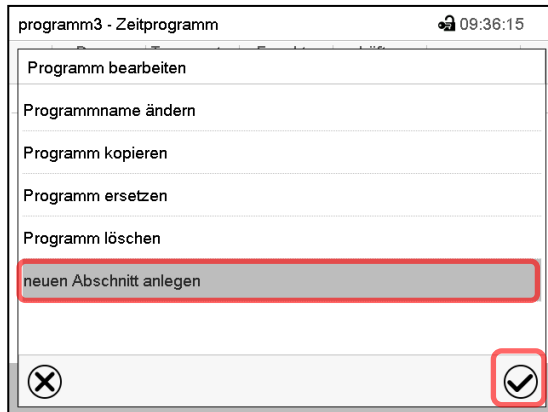 programm3 - Zeitprogramm 09:36:15
Programm bearbeiten
Programmname ändern
Programm kopieren
Programm ersetzen
Programm löschen
neuen Abschnitt anlegen